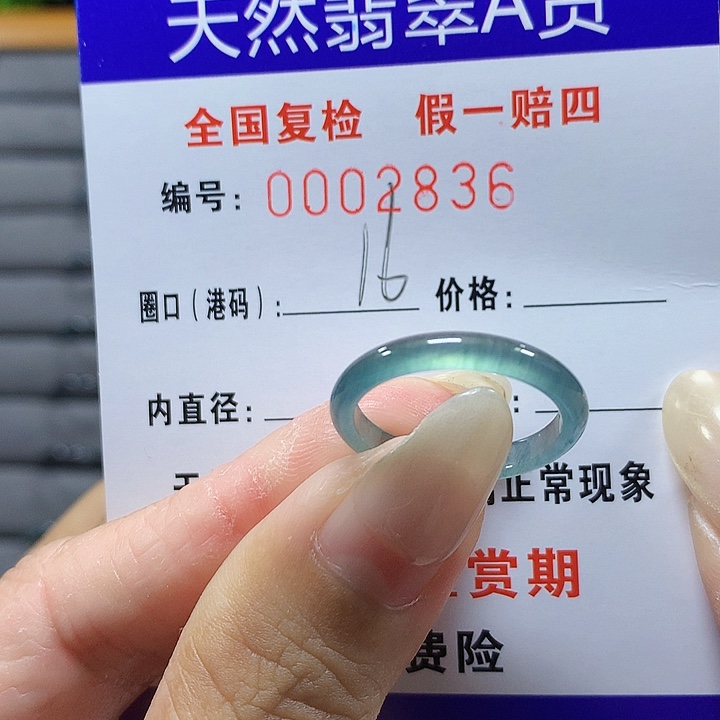 天然翡翠A货
全国复检 假一赔四
编号: 0002836
圈口(港码): 16 价格:
内直径: :
正常现象
赏期
费险